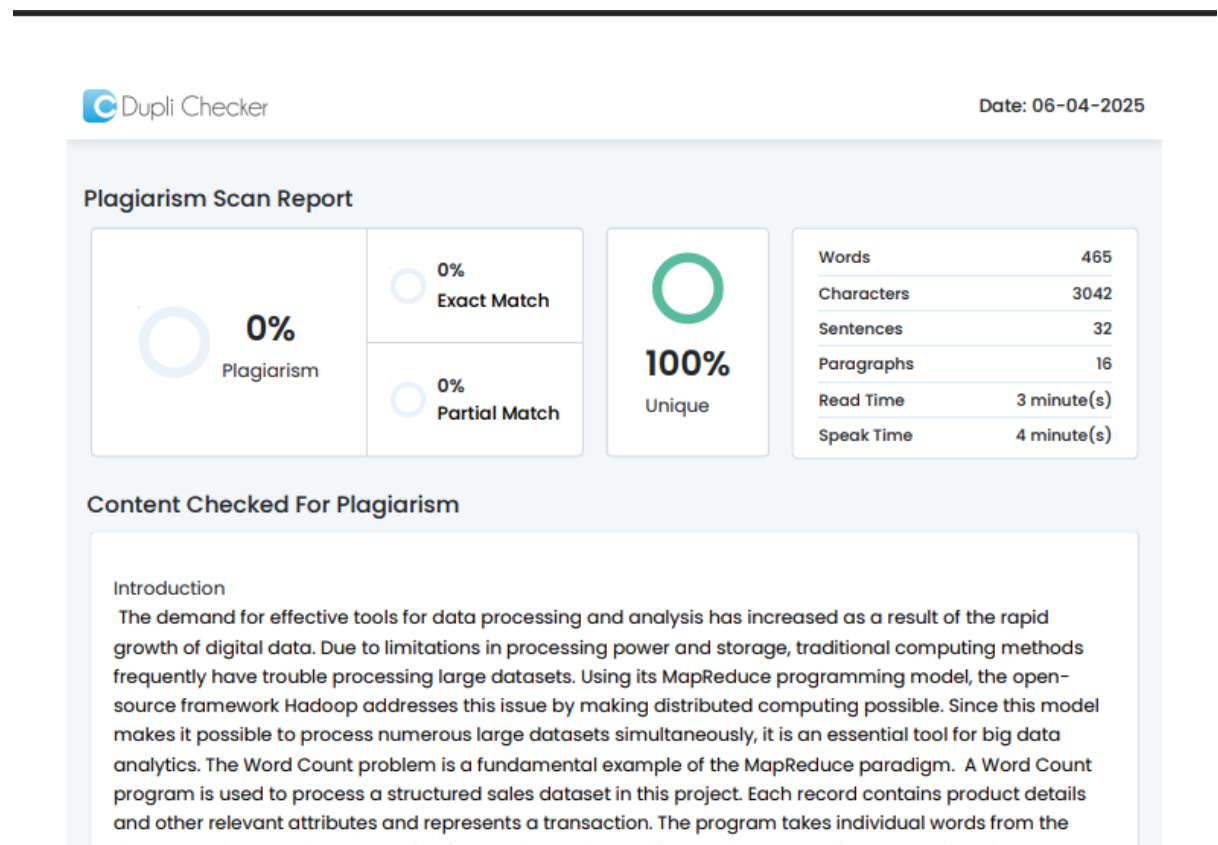 Dupli Checker
Date: 06-04-2025
Plagiarism Scan Report
0%
Plagiarism
0%
Exact Match
0%
Partial Match
100%
Unique
Words 465
Characters 3042
Sentences 32
Paragraphs 16
Read Time 3 minute(s)
Speak Time 4 minute(s)
Content Checked For Plagiarism
Introduction
The demand for effective tools for data processing and analysis has increased as a result of the rapid
growth of digital data. Due to limitations in processing power and storage, traditional computing methods
frequently have trouble processing large datasets. Using its MapReduce programming model, the open-
source framework Hadoop addresses this issue by making distributed computing possible. Since this model
makes it possible to process numerous large datasets simultaneously, it is an essential tool for big data
analytics. The Word Count problem is a fundamental example of the MapReduce paradigm. A Word Count
program is used to process a structured sales dataset in this project. Each record contains product details
and other relevant attributes and represents a transaction. The program takes individual words from the